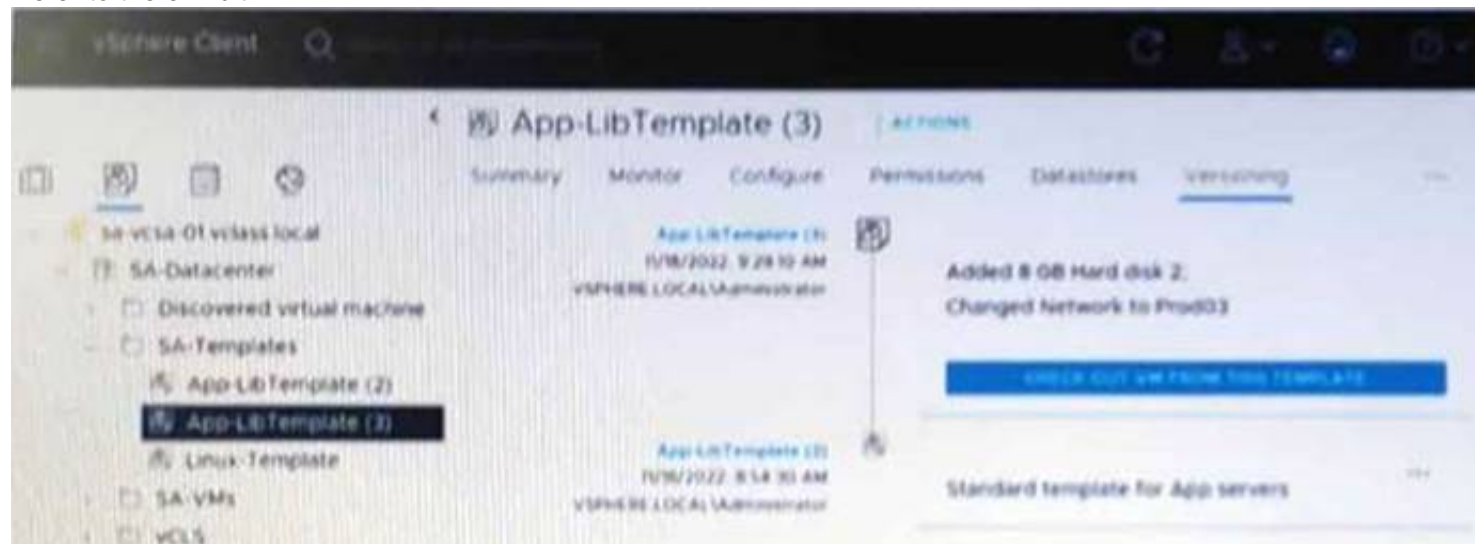 vSphere Client
App-LibTemplate (3)
ACTIONS
Summary Monitor Configure Permissions Datastores Versioning
sa-vcsa-01.vclass.local
SA-Datacenter
Discovered virtual machine
SA-Templates
App-LibTemplate (2)
App-LibTemplate (3)
Linux-Template
SA-VMs
vCLS
App-LibTemplate (3)
11/18/2022, 9:29:10 AM
VSPHERE.LOCAL\Administrator
Added 8 GB Hard disk 2.
Changed Network to Prod03
CHECK OUT VM FROM THIS TEMPLATE
App-LibTemplate (2)
8:54:30 AM
VSPHERE.LOCAL\Administrator
Standard template for App servers